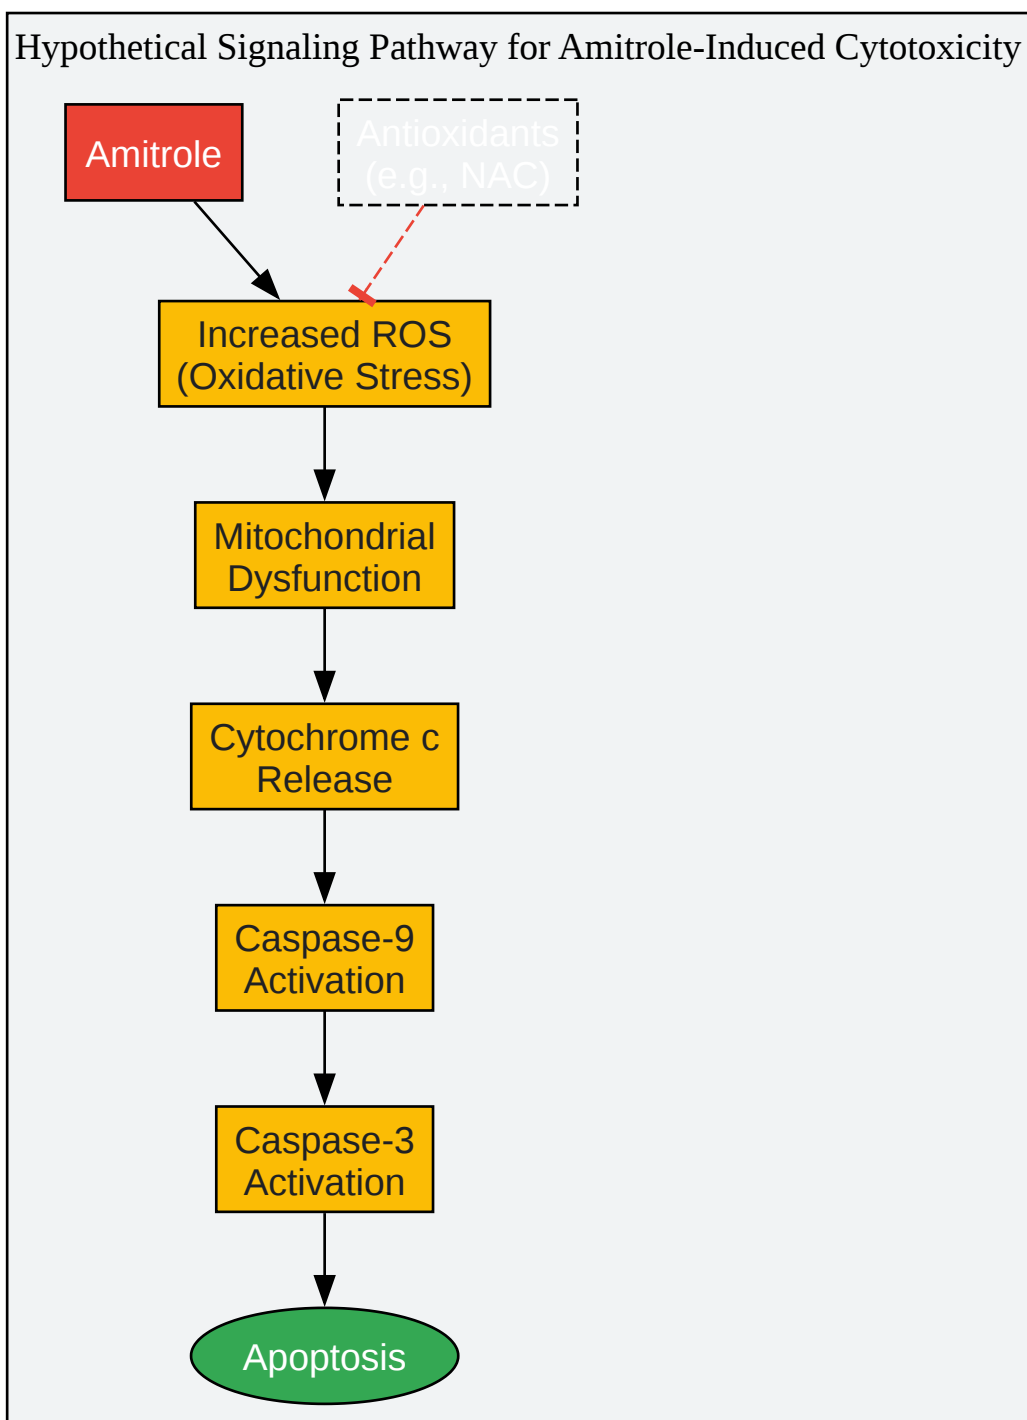 Hypothetical Signaling Pathway for Amitrole-Induced Cytotoxicity
Amitrole
Antioxidants
(e.g., NAC)
Increased ROS
(Oxidative Stress)
Mitochondrial
Dysfunction
Cytochrome c
Release
Caspase-9
Activation
Caspase-3
Activation
Apoptosis